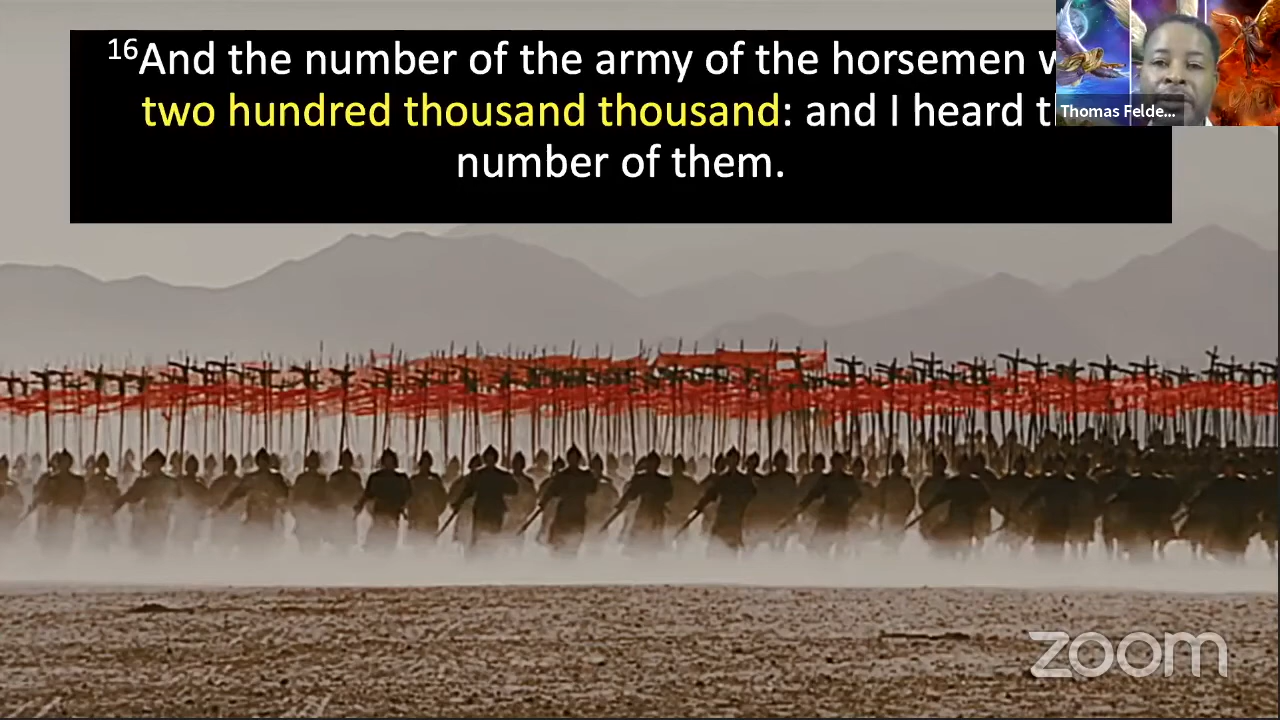 16And the number of the army of the horsemen
two hundred thousand thousand: and I heard
number of them.
Thomas Felde...
zoom